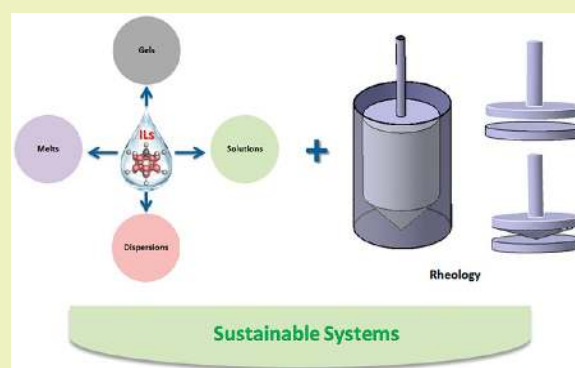 Gels
ILs
Melts
Solutions
Dispersions
+
Rheology
Sustainable Systems